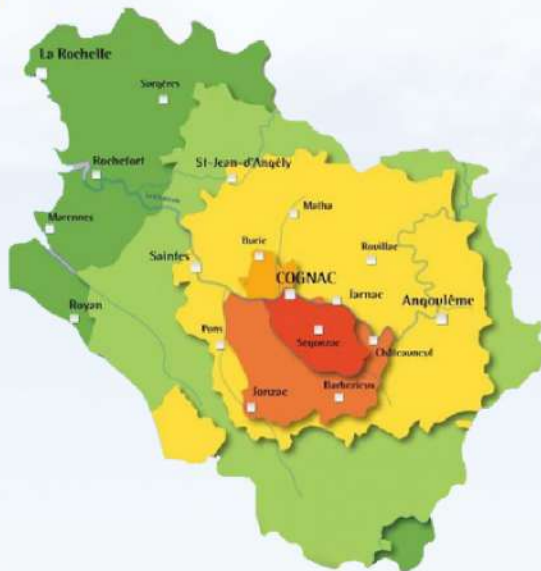 La Rochelle
Surgères
Rochefort
St-Jean-d'Angély
Marennes
Matha
Burie
Rouillac
Saintes
COGNAC
Jarnac
Angoulême
Royan
Pons
Segonzac
Châteauneuf
Jonzac
Barbezieux